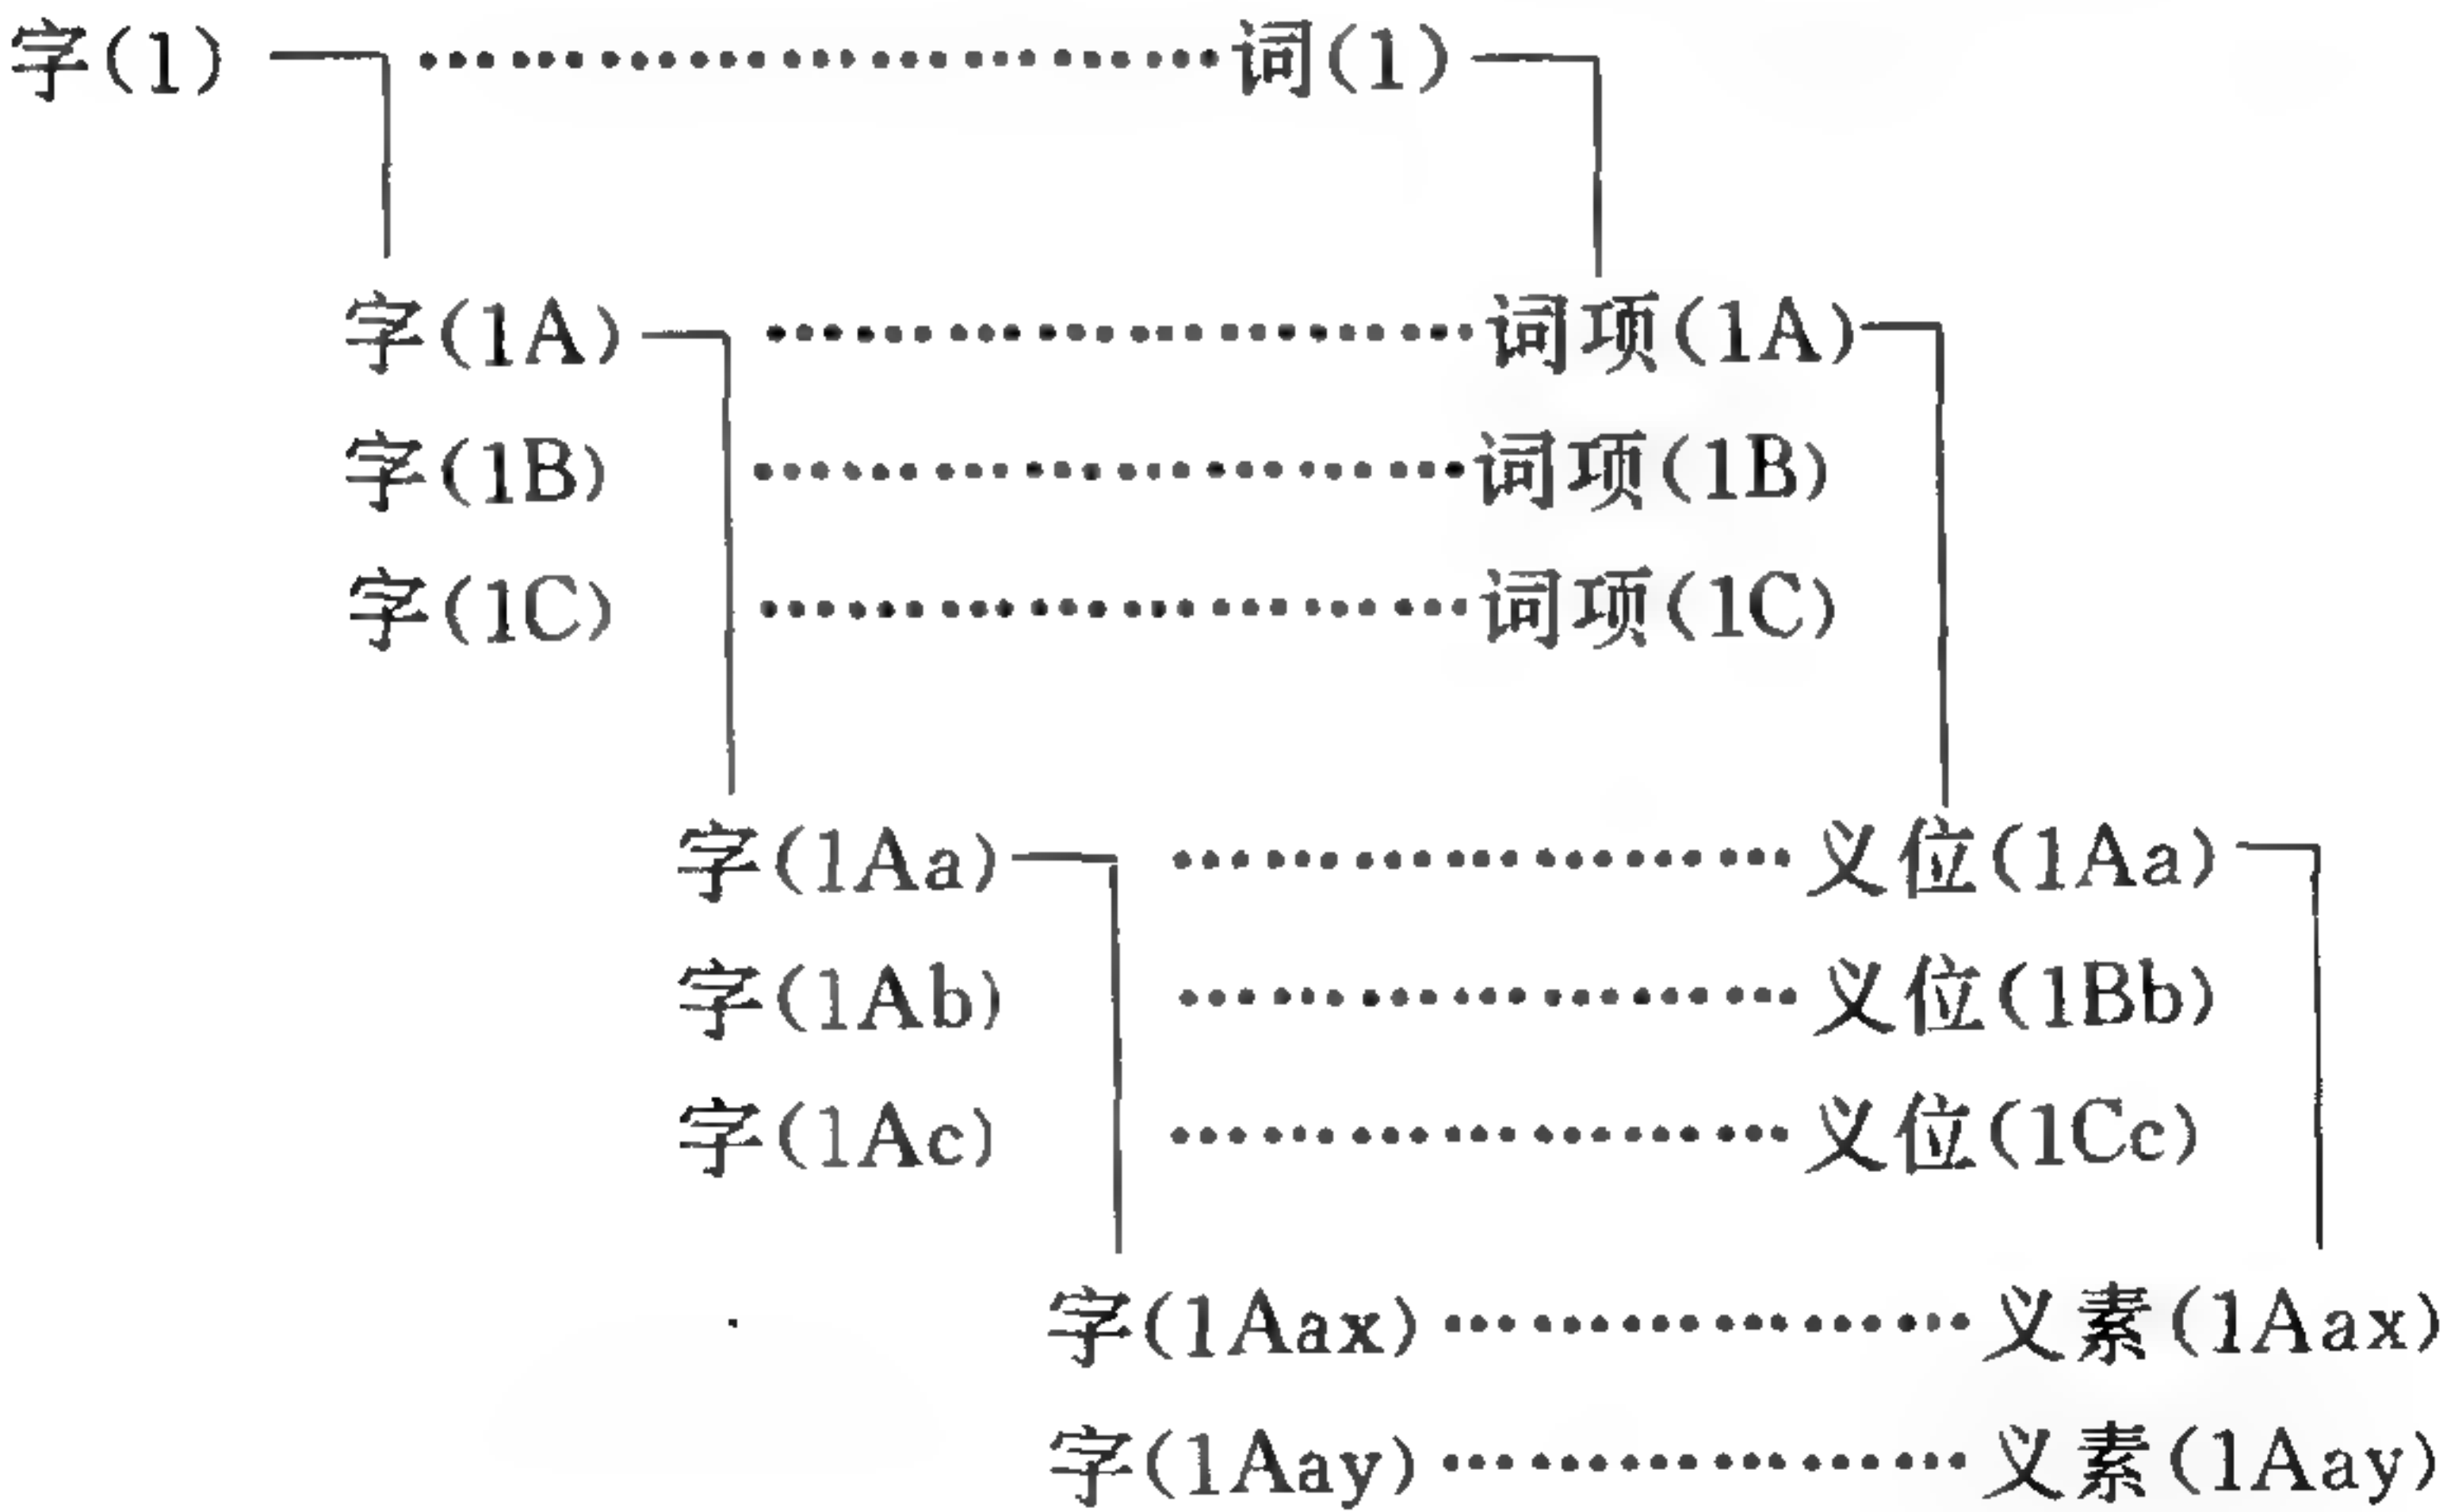 字(1) 词(1)
字(1A) 词项(1A)
字(1B) 词项(1B)
字(1C) 词项(1C)
字(1Aa) 义位(1Aa)
字(1Ab) 义位(1Bb)
字(1Ac) 义位(1Cc)
字(1Aax) 义素(1Aax)
字(1Aay) 义素(1Aay)